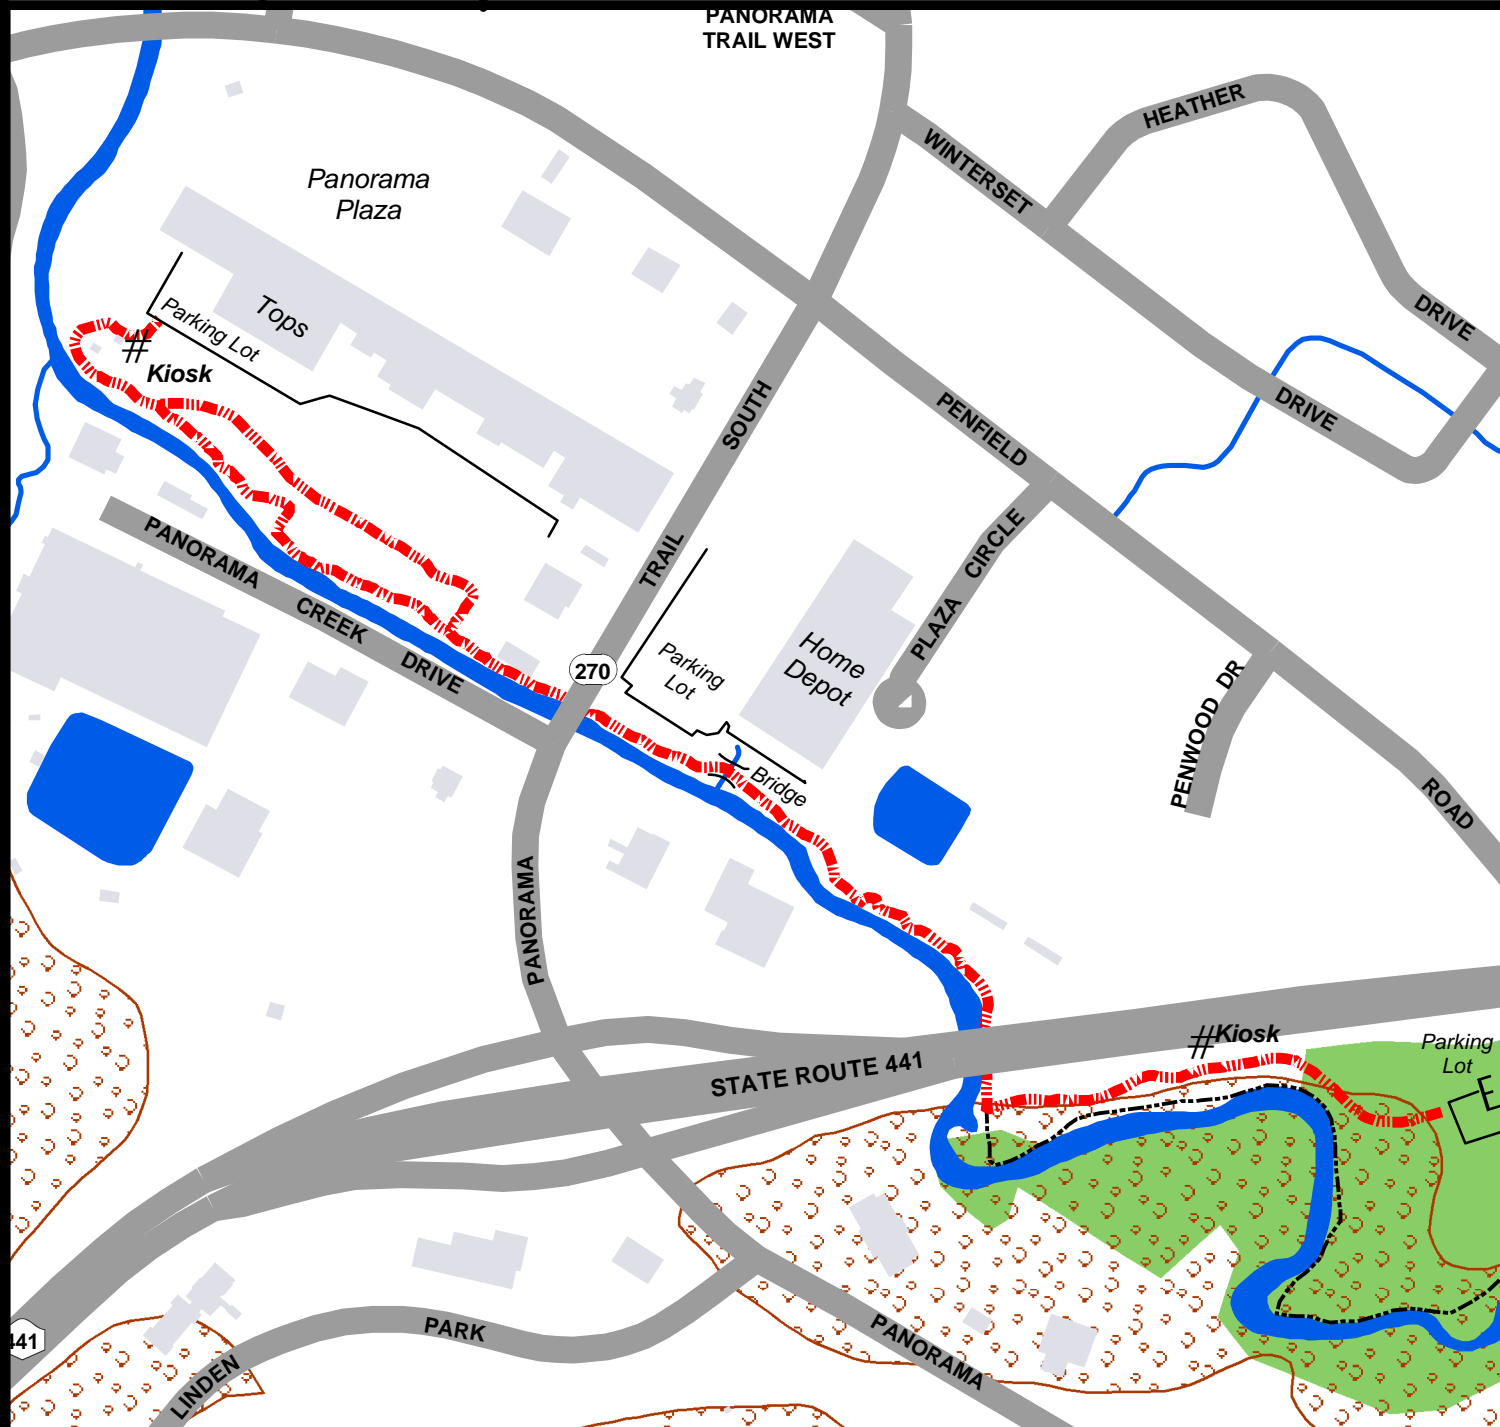 PANORAMA
TRAIL WEST
HEATHER
DRIVE
WINTERSET
DRIVE
Panorama
Plaza
Tops
Parking Lot
#
Kiosk
SOUTH
TRAIL
PENFIELD
ROAD
PLAZA CIRCLE
PENWOOD DR
PANORAMA CREEK DRIVE
270
Parking
Lot
Home
Depot
Bridge
PANORAMA
STATE ROUTE 441
#Kiosk
Parking
Lot
441
LINDEN
PARK
PANORAMA